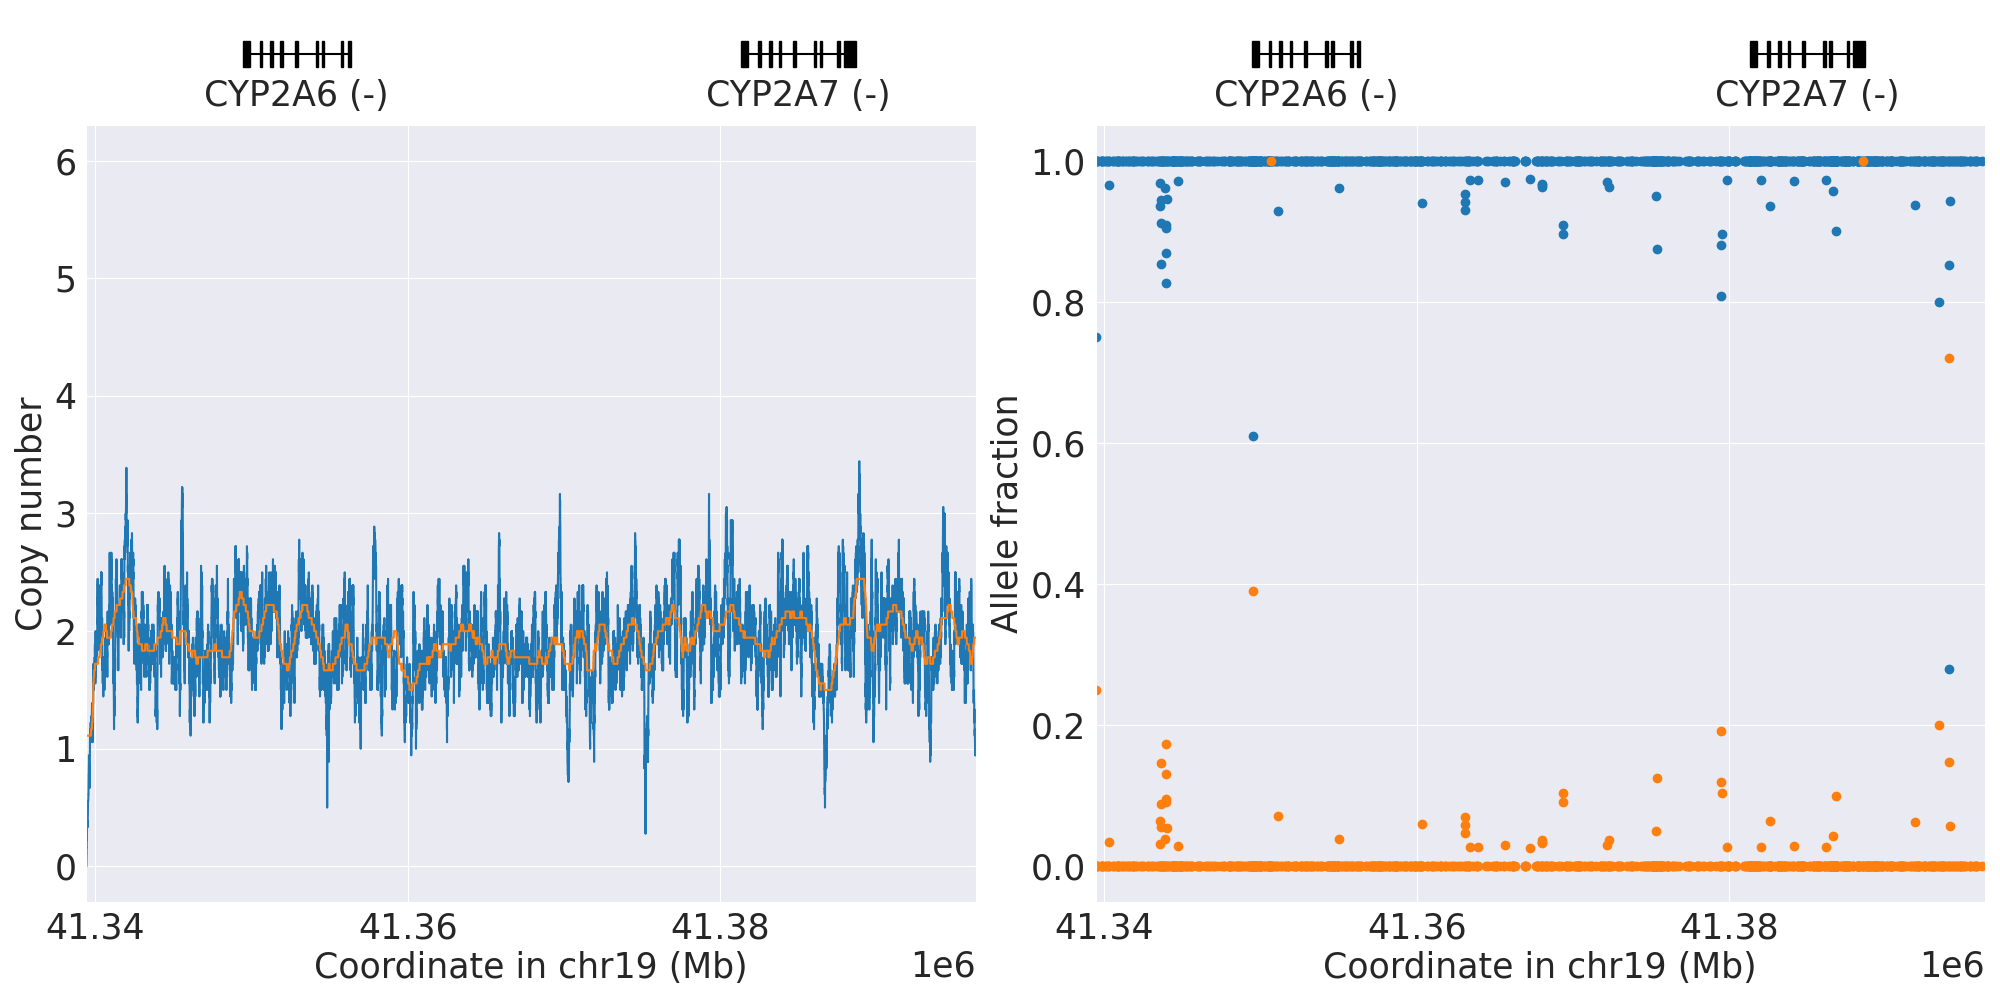 CYP2A6 (-)
CYP2A7 (-)
6
5
4
3
2
1
0
Copy number
41.34
41.36
41.38
Coordinate in chr19 (Mb)
1e6
CYP2A6 (-)
CYP2A7 (-)
1.0
0.8
0.6
0.4
0.2
0.0
Allele fraction
41.34
41.36
41.38
Coordinate in chr19 (Mb)
1e6